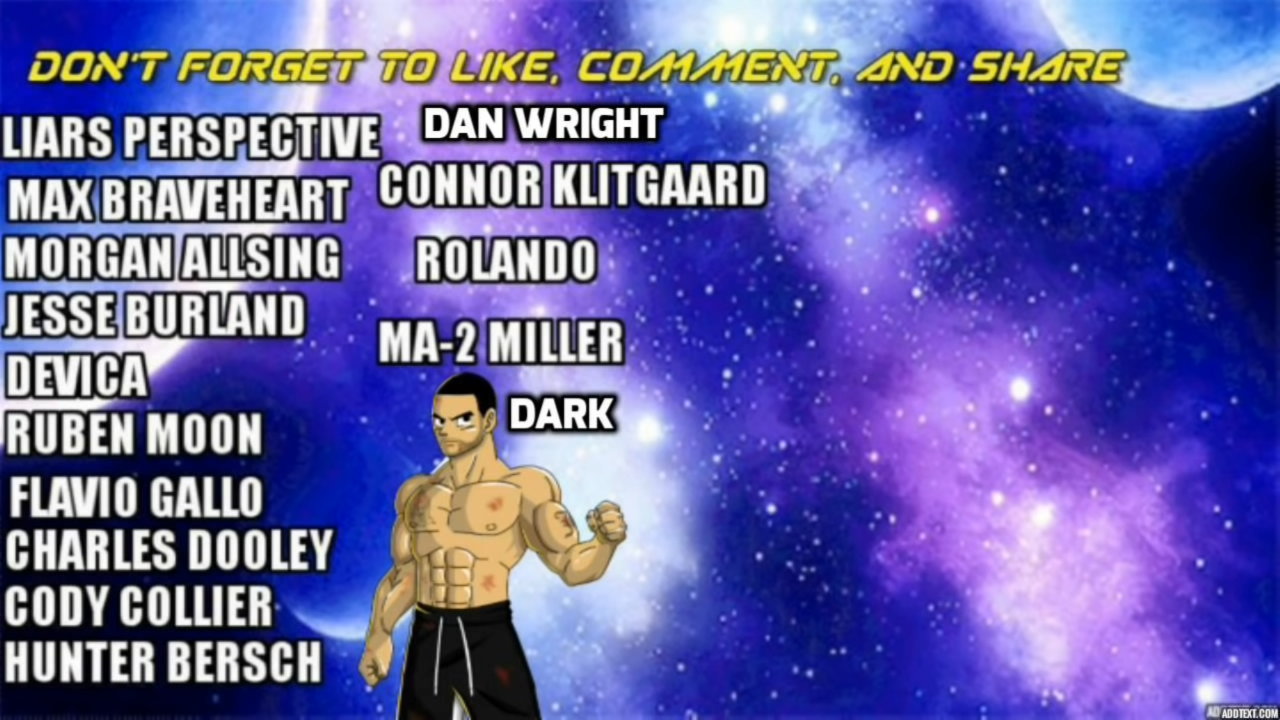 DON'T FORGET TO LIKE, COMMENT, AND SHARE
LIARS PERSPECTIVE
MAX BRAVEHEART
MORGAN ALLSING
JESSE BURLAND
DEVICA
RUBEN MOON
FLAVIO GALLO
CHARLES DOOLEY
CODY COLLIER
HUNTER BERSCH
DAN WRIGHT
CONNOR KLITGAARD
ROLANDO
MA-2 MILLER
DARK
ADDTEXT.COM